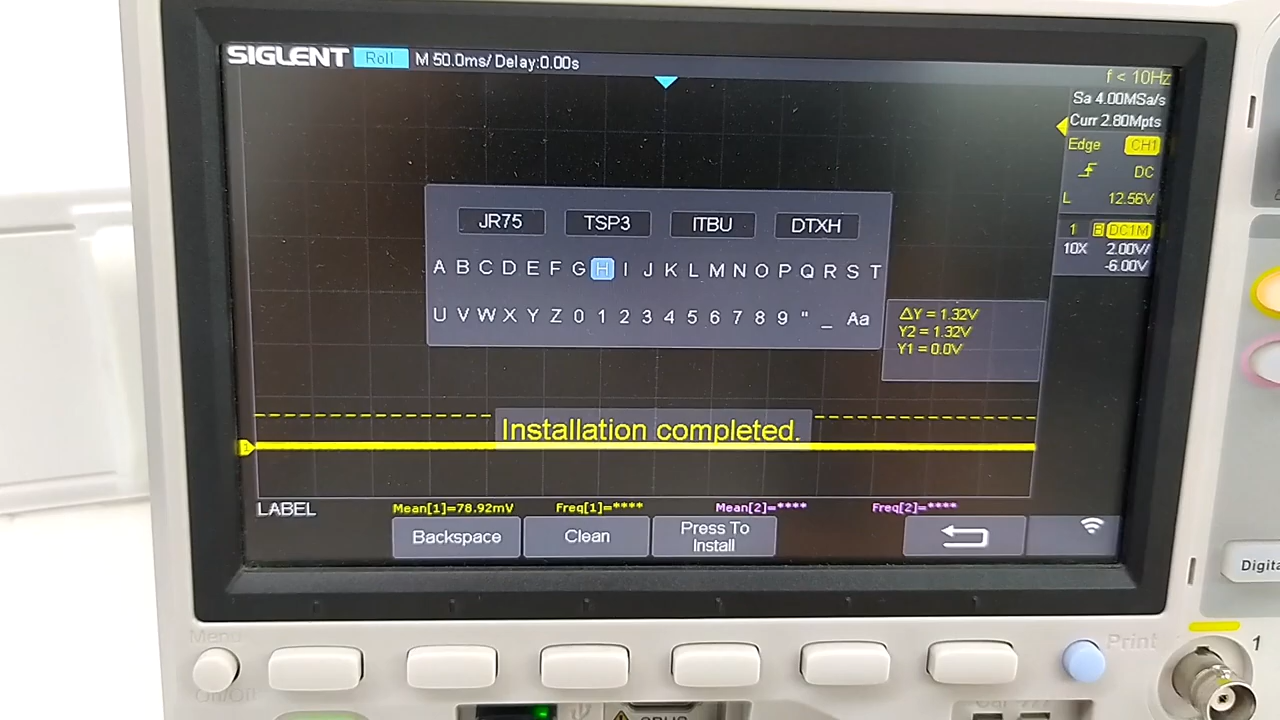 SIGLENT Roll M 50.0ms/ Delay:0.00s
f < 10Hz
Sa 4.00MSa/s
Curr 2.80Mpts
Edge CH1
DC
L 12.56V
1 B DC1M
10X 2.00V/
-6.00V
JR75 TSP3 ITBU DTXH
A B C D E F G H I J K L M N O P Q R S T
U V W X Y Z 0 1 2 3 4 5 6 7 8 9 " _ Aa
ΔY = 1.32V
Y2 = 1.32V
Y1 = 0.0V
Installation completed.
1
LABEL
Mean[1]=78.92mV Freq[1]=**** Mean[2]=**** Freq[2]=****
Backspace Clean Press To
Install
Digita
Menu
On/Off
Print
1